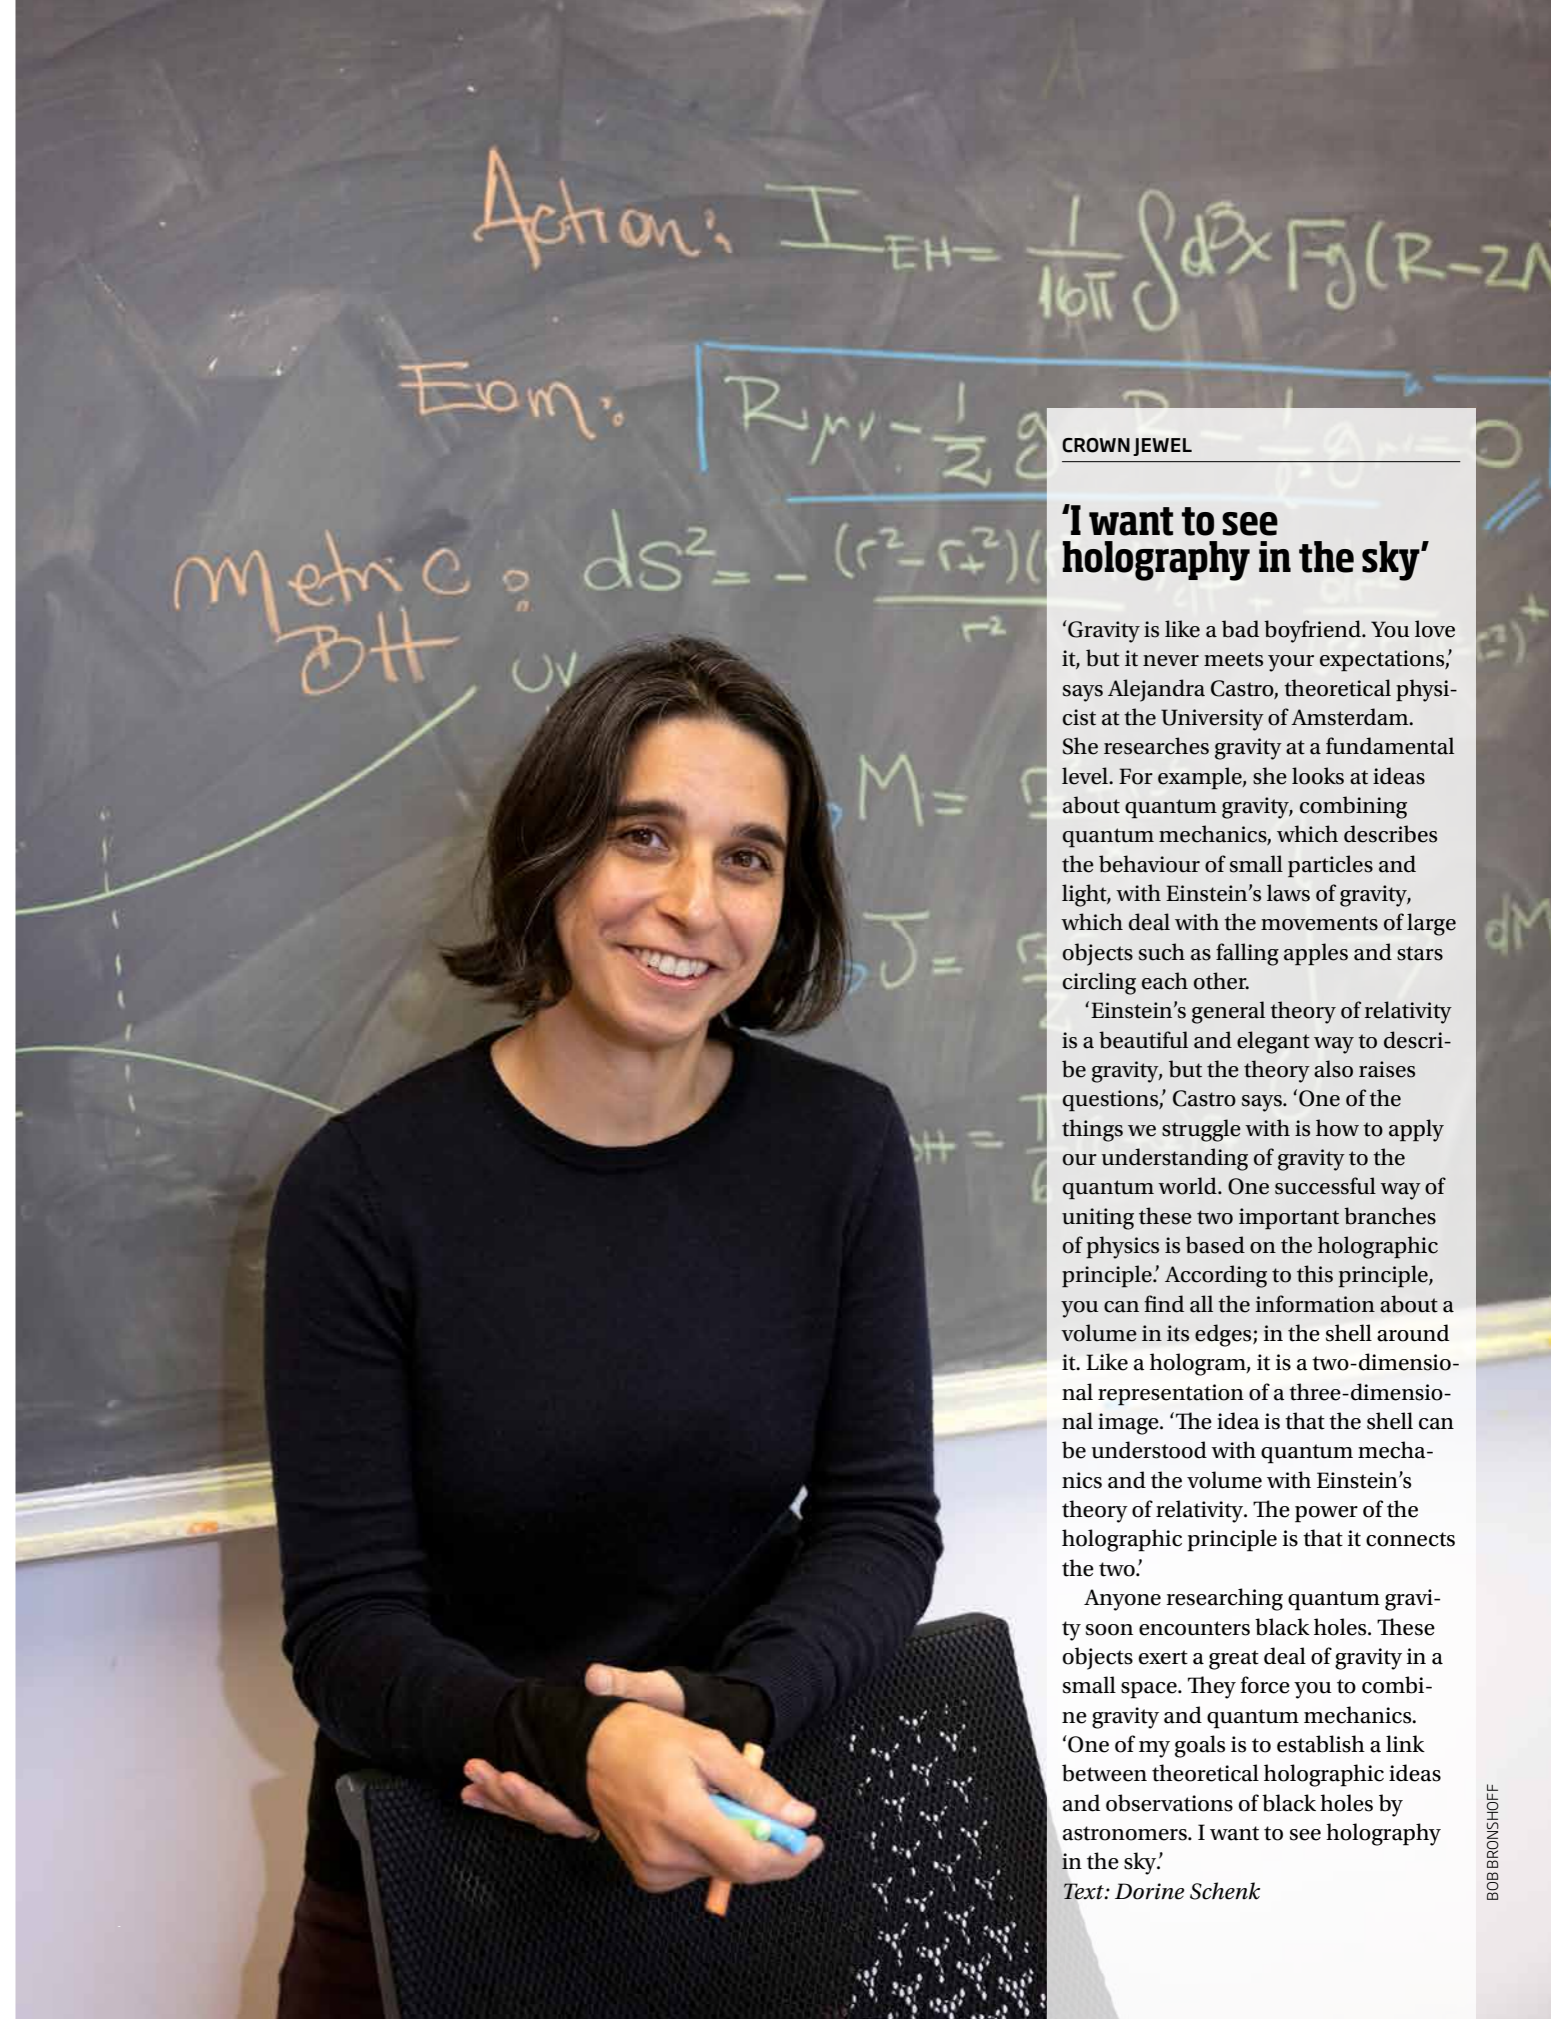 Action: I_EH = 1/16π ∫d³x √-g (R - 2Λ
Eom: Rμν - 1/2 g R - 1/ℓ² gμν = 0
Metric: ds² = - (r² - r₊²)(r
BH
r²
UV
M =
J =
dM
BH =
CROWN JEWEL
‘I want to see
holography in the sky’
‘Gravity is like a bad boyfriend. You love
it, but it never meets your expectations,’
says Alejandra Castro, theoretical physi-
cist at the University of Amsterdam.
She researches gravity at a fundamental
level. For example, she looks at ideas
about quantum gravity, combining
quantum mechanics, which describes
the behaviour of small particles and
light, with Einstein’s laws of gravity,
which deal with the movements of large
objects such as falling apples and stars
circling each other.
‘Einstein’s general theory of relativity
is a beautiful and elegant way to descri-
be gravity, but the theory also raises
questions,’ Castro says. ‘One of the
things we struggle with is how to apply
our understanding of gravity to the
quantum world. One successful way of
uniting these two important branches
of physics is based on the holographic
principle.’ According to this principle,
you can find all the information about a
volume in its edges; in the shell around
it. Like a hologram, it is a two-dimensio-
nal representation of a three-dimensio-
nal image. ‘The idea is that the shell can
be understood with quantum mecha-
nics and the volume with Einstein’s
theory of relativity. The power of the
holographic principle is that it connects
the two.’
Anyone researching quantum gravi-
ty soon encounters black holes. These
objects exert a great deal of gravity in a
small space. They force you to combi-
ne gravity and quantum mechanics.
‘One of my goals is to establish a link
between theoretical holographic ideas
and observations of black holes by
astronomers. I want to see holography
in the sky.’
Text: Dorine Schenk
BOB BRONSHOFF